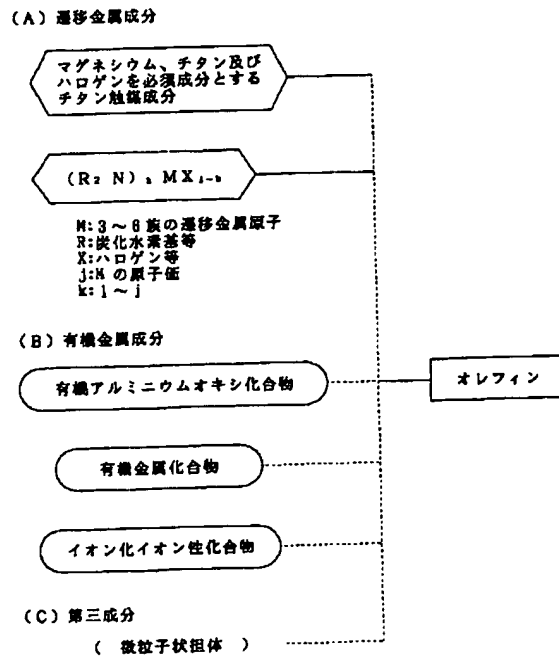 (A) 遷移金属成分
マグネシウム、チタン及び
ハロゲンを必須成分とする
チタン触媒成分
(R₂ N)ₖ MXⱼ₋ₖ
M:3〜6族の遷移金属原子
R:炭化水素基等
X:ハロゲン等
j:Mの原子価
k:1〜j
(B) 有機金属成分
有機アルミニウムオキシ化合物
オレフィン
有機金属化合物
イオン化イオン性化合物
(C) 第三成分
( 微粒子状担体 )